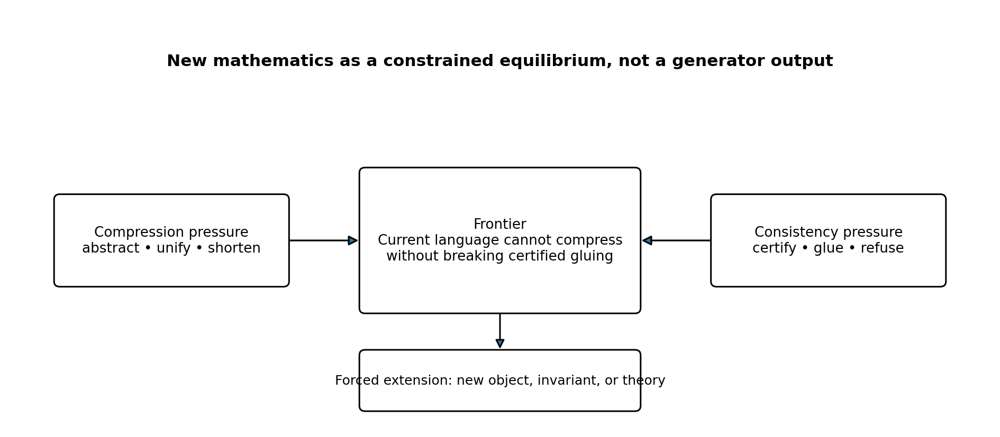 New mathematics as a constrained equilibrium, not a generator output
Compression pressure
abstract • unify • shorten
Frontier
Current language cannot compress
without breaking certified gluing
Consistency pressure
certify • glue • refuse
Forced extension: new object, invariant, or theory